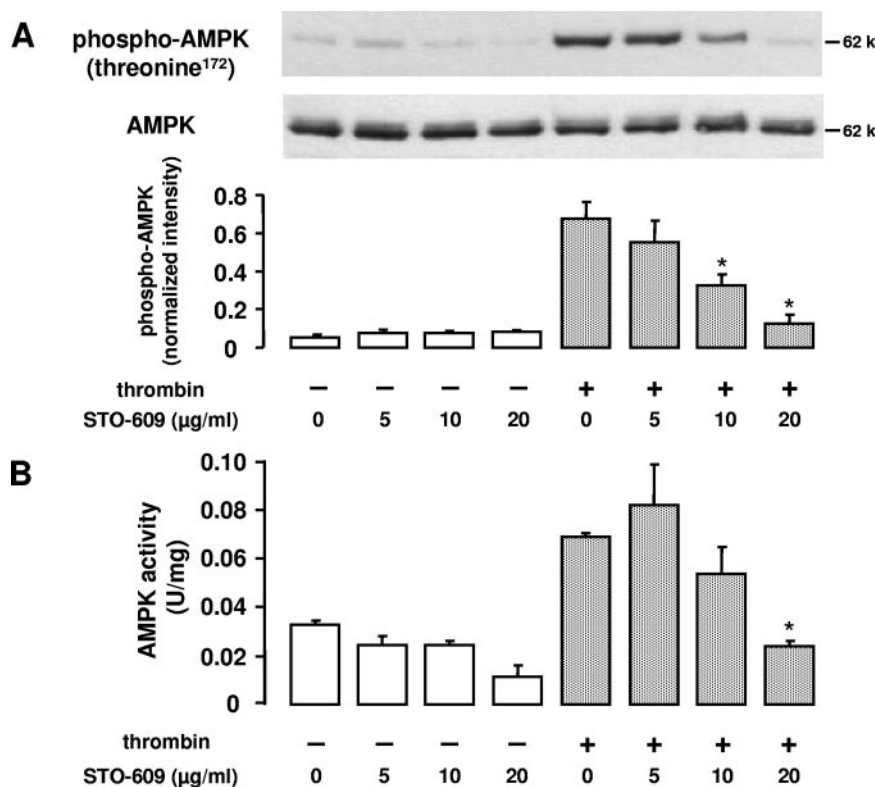 A
phospho-AMPK
(threonine¹⁷²)
62 k
AMPK
62 k
phospho-AMPK
(normalized intensity)
0.8
0.6
0.4
0.2
0
* *
thrombin − − − − + + + +
STO-609 (µg/ml) 0 5 10 20 0 5 10 20
B
AMPK activity
(U/mg)
0.10
0.08
0.06
0.04
0.02
0
*
thrombin − − − − + + + +
STO-609 (µg/ml) 0 5 10 20 0 5 10 20